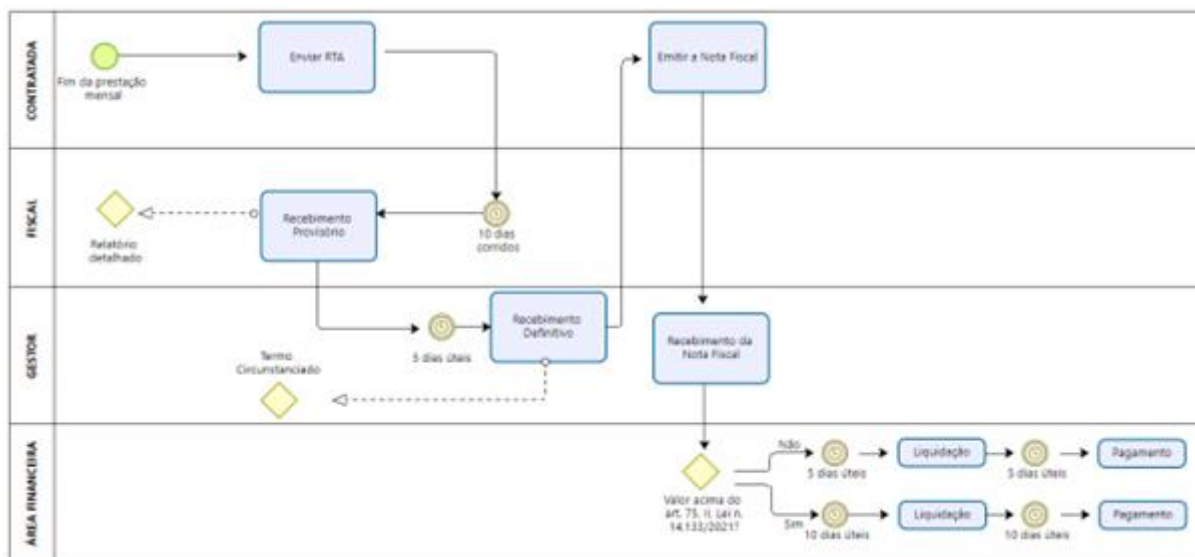 CONTRATADA
Fim da prestação
mensal
Enviar RTA
Emitir a Nota Fiscal
FISCAL
Relatório
detalhado
Recebimento
Provisório
10 dias
corridos
GESTOR
Termo
Circunstanciado
5 dias úteis
Recebimento
Definitivo
Recebimento da
Nota Fiscal
ÁREA FINANCEIRA
Valor acima do
art. 75, II, Lei n.
14.133/2021?
Não
5 dias úteis
Liquidação
5 dias úteis
Pagamento
Sim
10 dias úteis
Liquidação
10 dias úteis
Pagamento